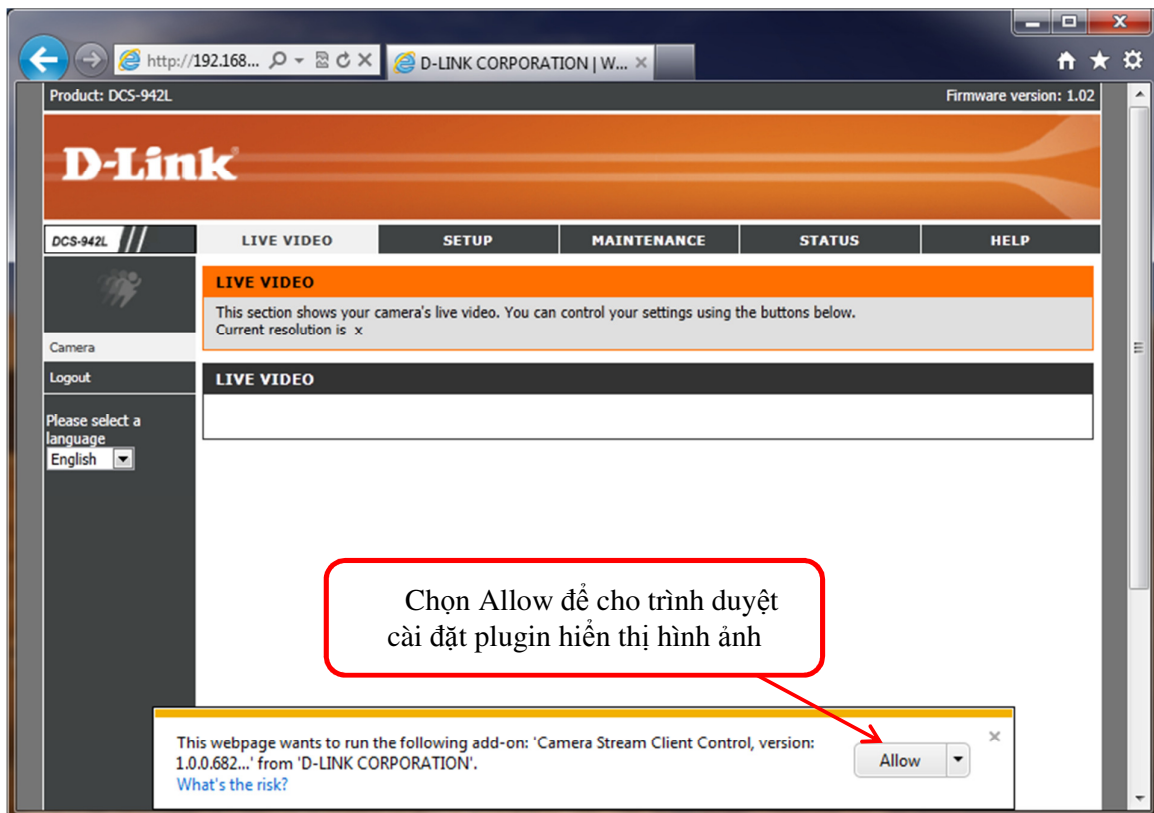 http://192.168...
D-LINK CORPORATION | W...
Product: DCS-942L
Firmware version: 1.02
D-Link
DCS-942L
LIVE VIDEO
SETUP
MAINTENANCE
STATUS
HELP
LIVE VIDEO
This section shows your camera's live video. You can control your settings using the buttons below.
Current resolution is x
Camera
Logout
LIVE VIDEO
Please select a
language
English
Chọn Allow để cho trình duyệt
cài đặt plugin hiển thị hình ảnh
This webpage wants to run the following add-on: 'Camera Stream Client Control, version:
1.0.0.682...' from 'D-LINK CORPORATION'.
What's the risk?
Allow